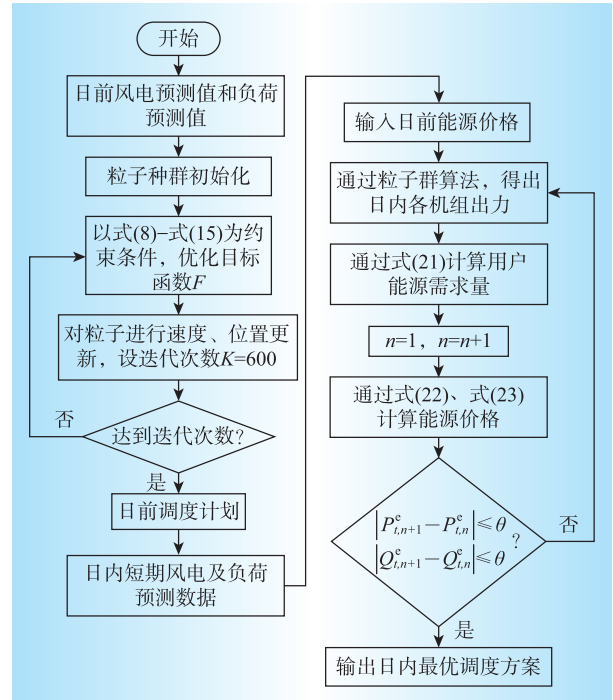 开始
日前风电预测值和负荷
预测值
粒子种群初始化
以式(8)-式(15)为约
束条件，优化目标
函数F
对粒子进行速度、位置更
新，设迭代次数K=600
否
达到迭代次数?
是
日前调度计划
日内短期风电及负荷
预测数据
输入日前能源价格
通过粒子群算法，得出
日内各机组出力
通过式(21)计算用户
能源需求量
n=1，n=n+1
通过式(22)、式(23)
计算能源价格
|P^e_{t,n+1}-P^e_{t,n}|≤θ
|Q^e_{t,n+1}-Q^e_{t,n}|≤θ
?
否
是
输出日内最优调度方案